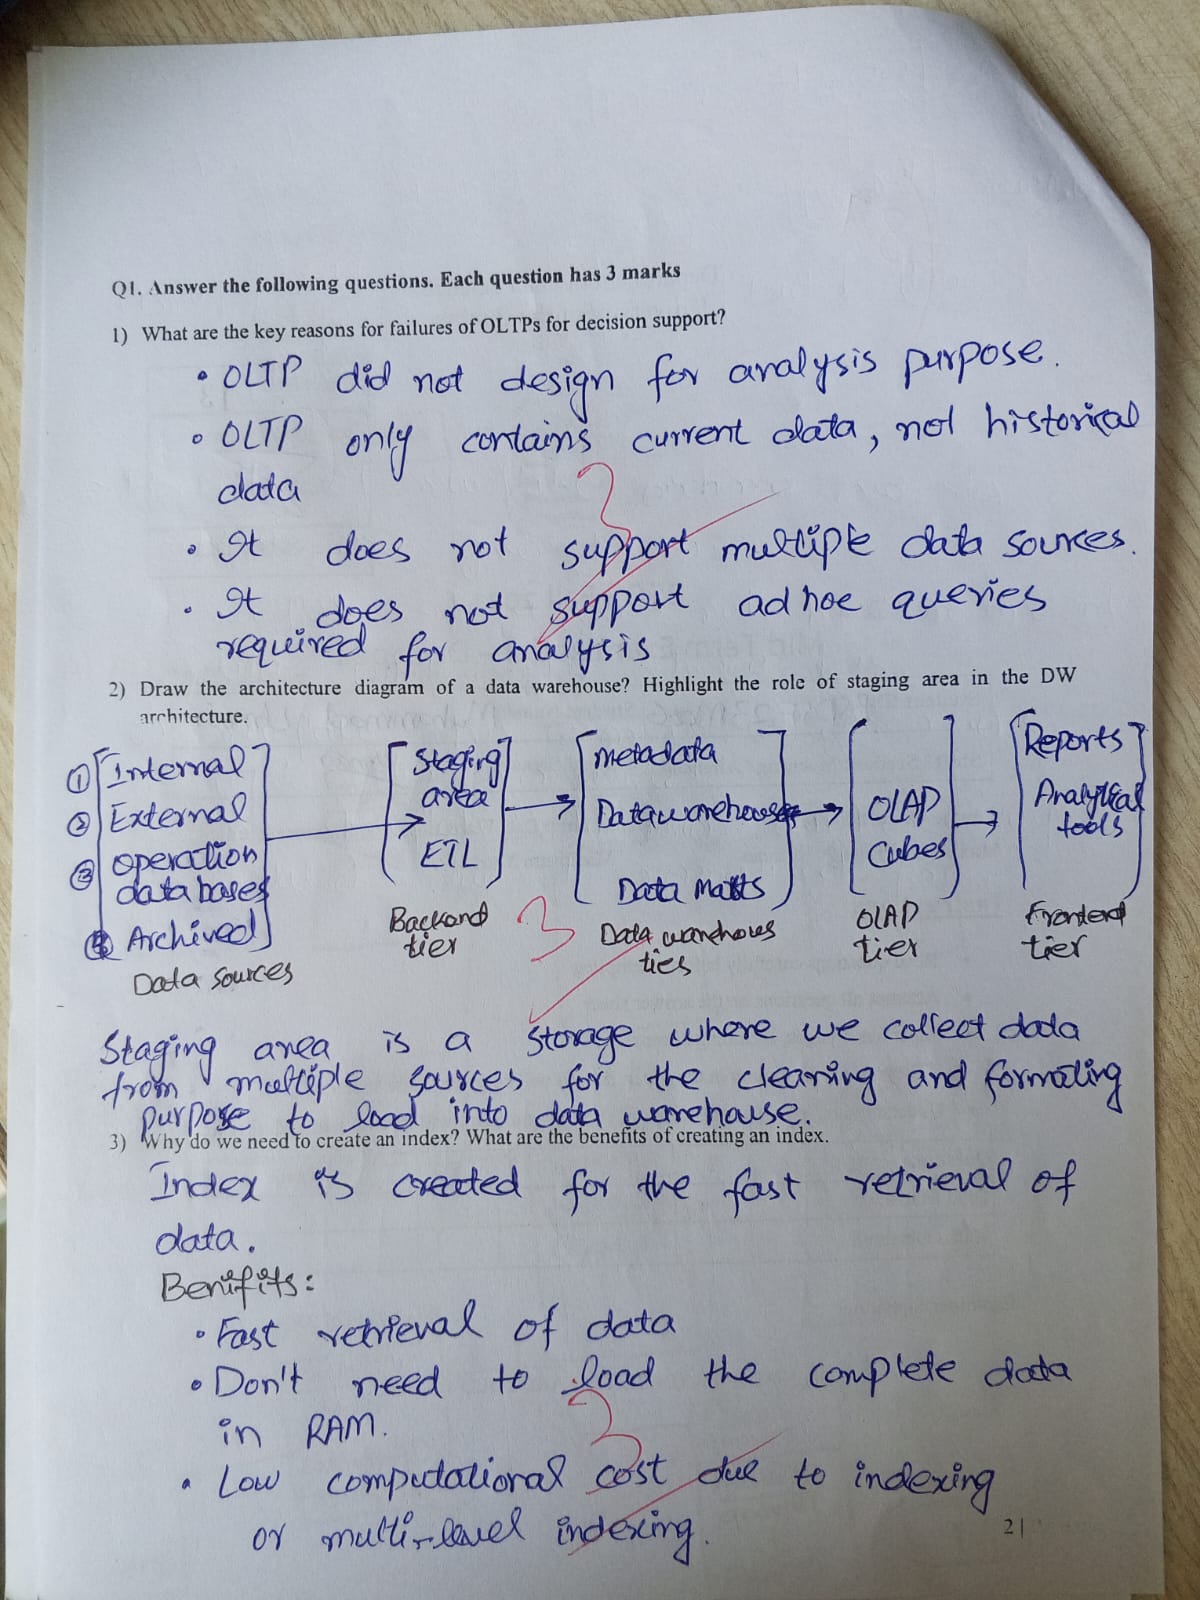 Q1. Answer the following questions. Each question has 3 marks
1) What are the key reasons for failures of OLTPs for decision support?
• OLTP did not design for analysis purpose.
• OLTP only contains current data, not historical
data
• It does not support multiple data sources.
• It does not support ad hoc queries
required for analysis
3
2) Draw the architecture diagram of a data warehouse? Highlight the role of staging area in the DW
architecture.
① Internal
② External
③ operation
databases
④ Archived
Data sources
Staging
area
ETL
Backend
tier
metadata
Datawarehouse
Data Marts
Data warehoues
ties
OLAP
Cubes
OLAP
tier
Reports
Analytical
tools
Frontend
tier
3
Staging area is a storage where we collect data
from multiple sources for the cleaning and formating
purpose to load into data warehouse.
3) Why do we need to create an index? What are the benefits of creating an index.
Index is created for the fast retrieval of
data.
Benifits:
• Fast retrieval of data
• Don't need to load the complete data
in RAM.
• Low computational cost due to indexing
or multi-level indexing.
3
2|